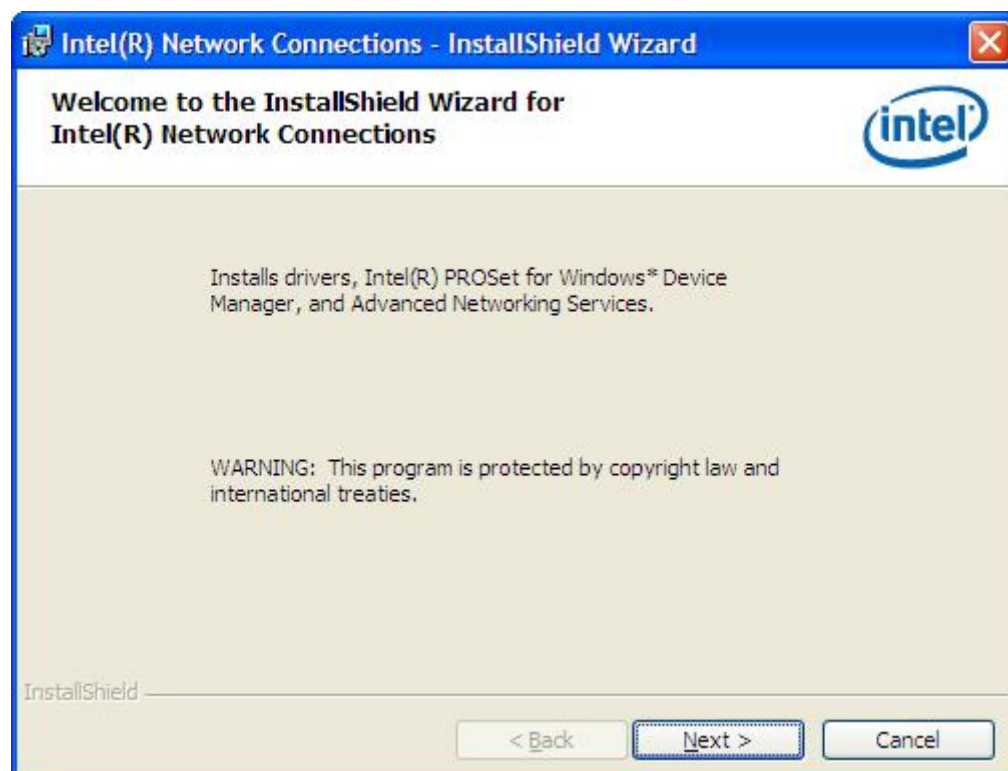 Intel(R) Network Connections - InstallShield Wizard
Welcome to the InstallShield Wizard for
Intel(R) Network Connections
intel
Installs drivers, Intel(R) PROSet for Windows* Device
Manager, and Advanced Networking Services.
WARNING:  This program is protected by copyright law and
international treaties.
InstallShield
< Back
Next >
Cancel